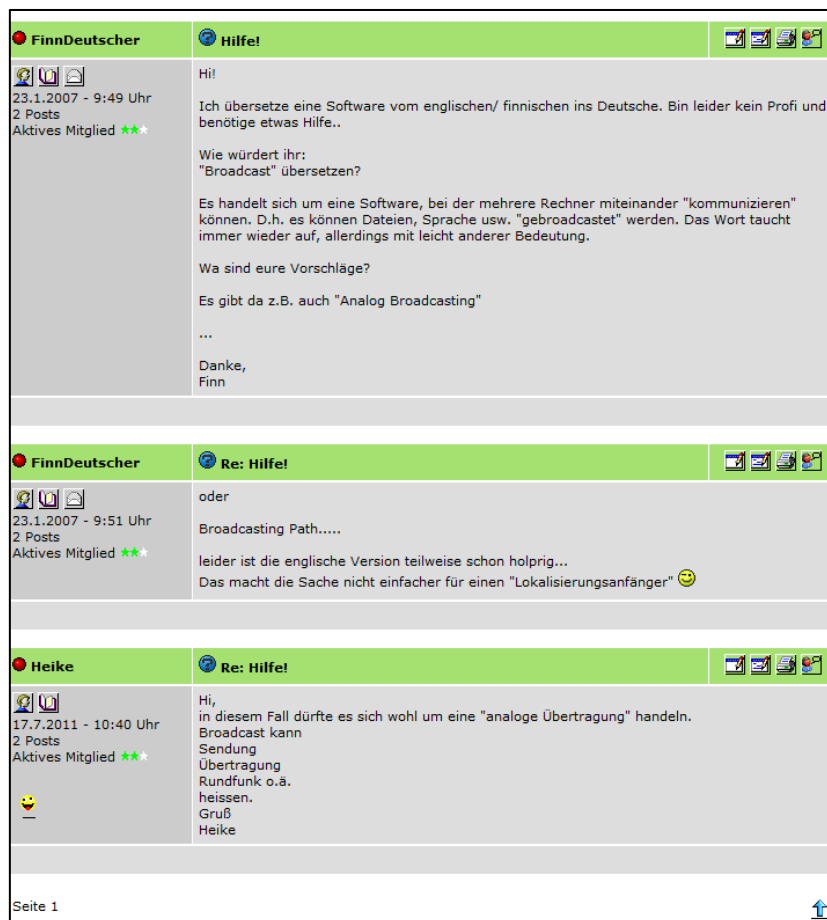 FinnDeutscher
Hilfe!
23.1.2007 - 9:49 Uhr
2 Posts
Aktives Mitglied
Hi!
Ich übersetze eine Software vom englischen/ finnischen ins Deutsche. Bin leider kein Profi und
benötige etwas Hilfe..
Wie würdert ihr:
"Broadcast" übersetzen?
Es handelt sich um eine Software, bei der mehrere Rechner miteinander "kommunizieren"
können. D.h. es können Dateien, Sprache usw. "gebroadcastet" werden. Das Wort taucht
immer wieder auf, allerdings mit leicht anderer Bedeutung.
Wa sind eure Vorschläge?
Es gibt da z.B. auch "Analog Broadcasting"
...
Danke,
Finn
FinnDeutscher
Re: Hilfe!
23.1.2007 - 9:51 Uhr
2 Posts
Aktives Mitglied
oder
Broadcasting Path.....
leider ist die englische Version teilweise schon holprig...
Das macht die Sache nicht einfacher für einen "Lokalisierungsanfänger"
Heike
Re: Hilfe!
17.7.2011 - 10:40 Uhr
2 Posts
Aktives Mitglied
Hi,
in diesem Fall dürfte es sich wohl um eine "analoge Übertragung" handeln.
Broadcast kann
Sendung
Übertragung
Rundfunk o.ä.
heissen.
Gruß
Heike
Seite 1